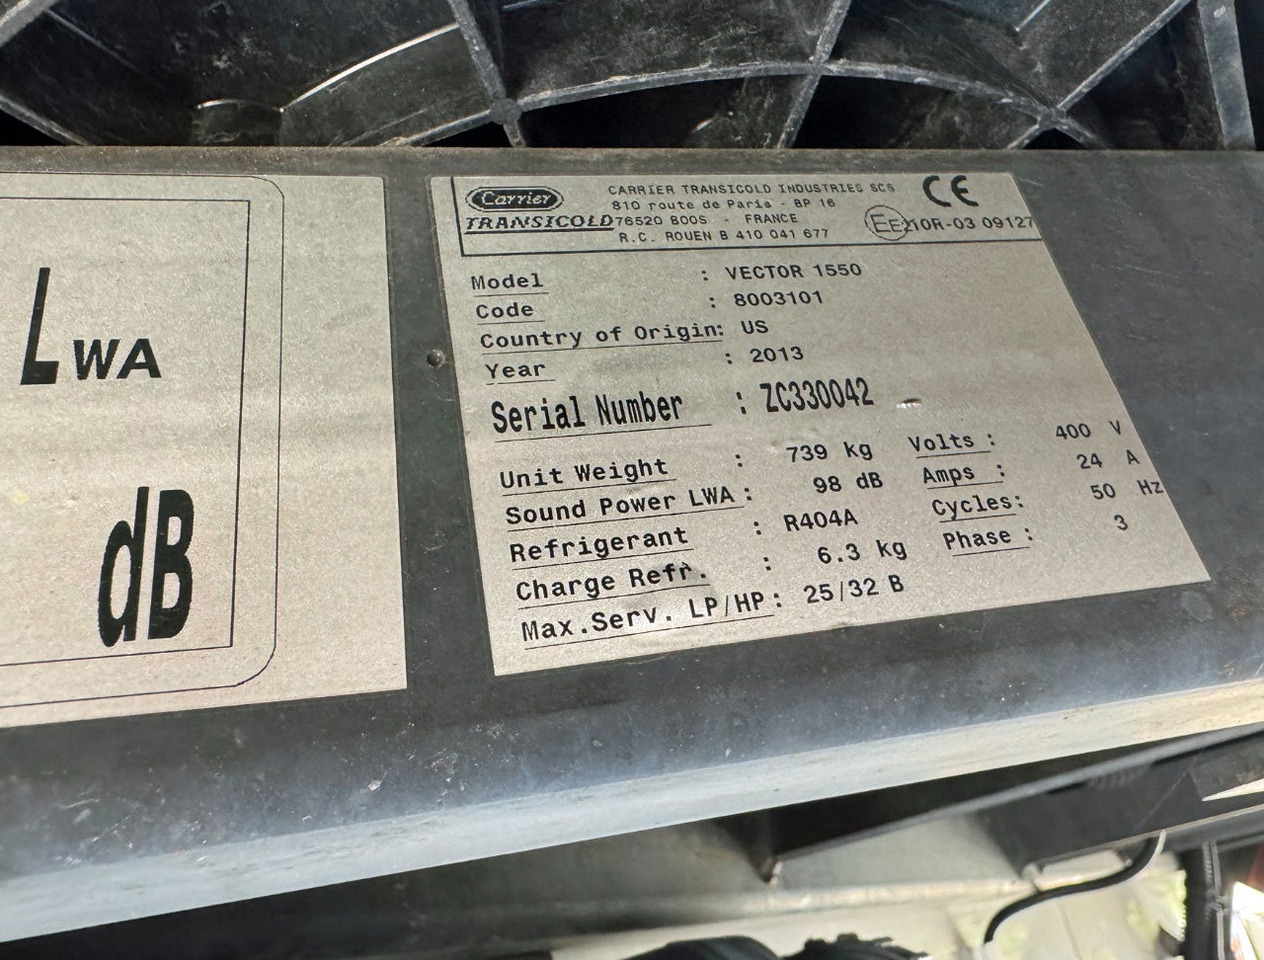 LWA
dB
Carrier
TRANSICOLD
CARRIER TRANSICOLD INDUSTRIES SCS
810 route de Paris - BP 16
76520 BOOS - FRANCE
R.C. ROUEN B 410 041 677
CE
10R-03 09127
Model : VECTOR 1550
Code : 8003101
Country of Origin: US
Year : 2013
Serial Number : ZC330042
Unit Weight : 739 kg
Sound Power LWA : 98 dB
Refrigerant : R404A
Charge Refr. : 6.3 kg
Max.Serv. LP/HP : 25/32 B
Volts : 400 V
Amps : 24 A
Cycles: 50 Hz
Phase : 3